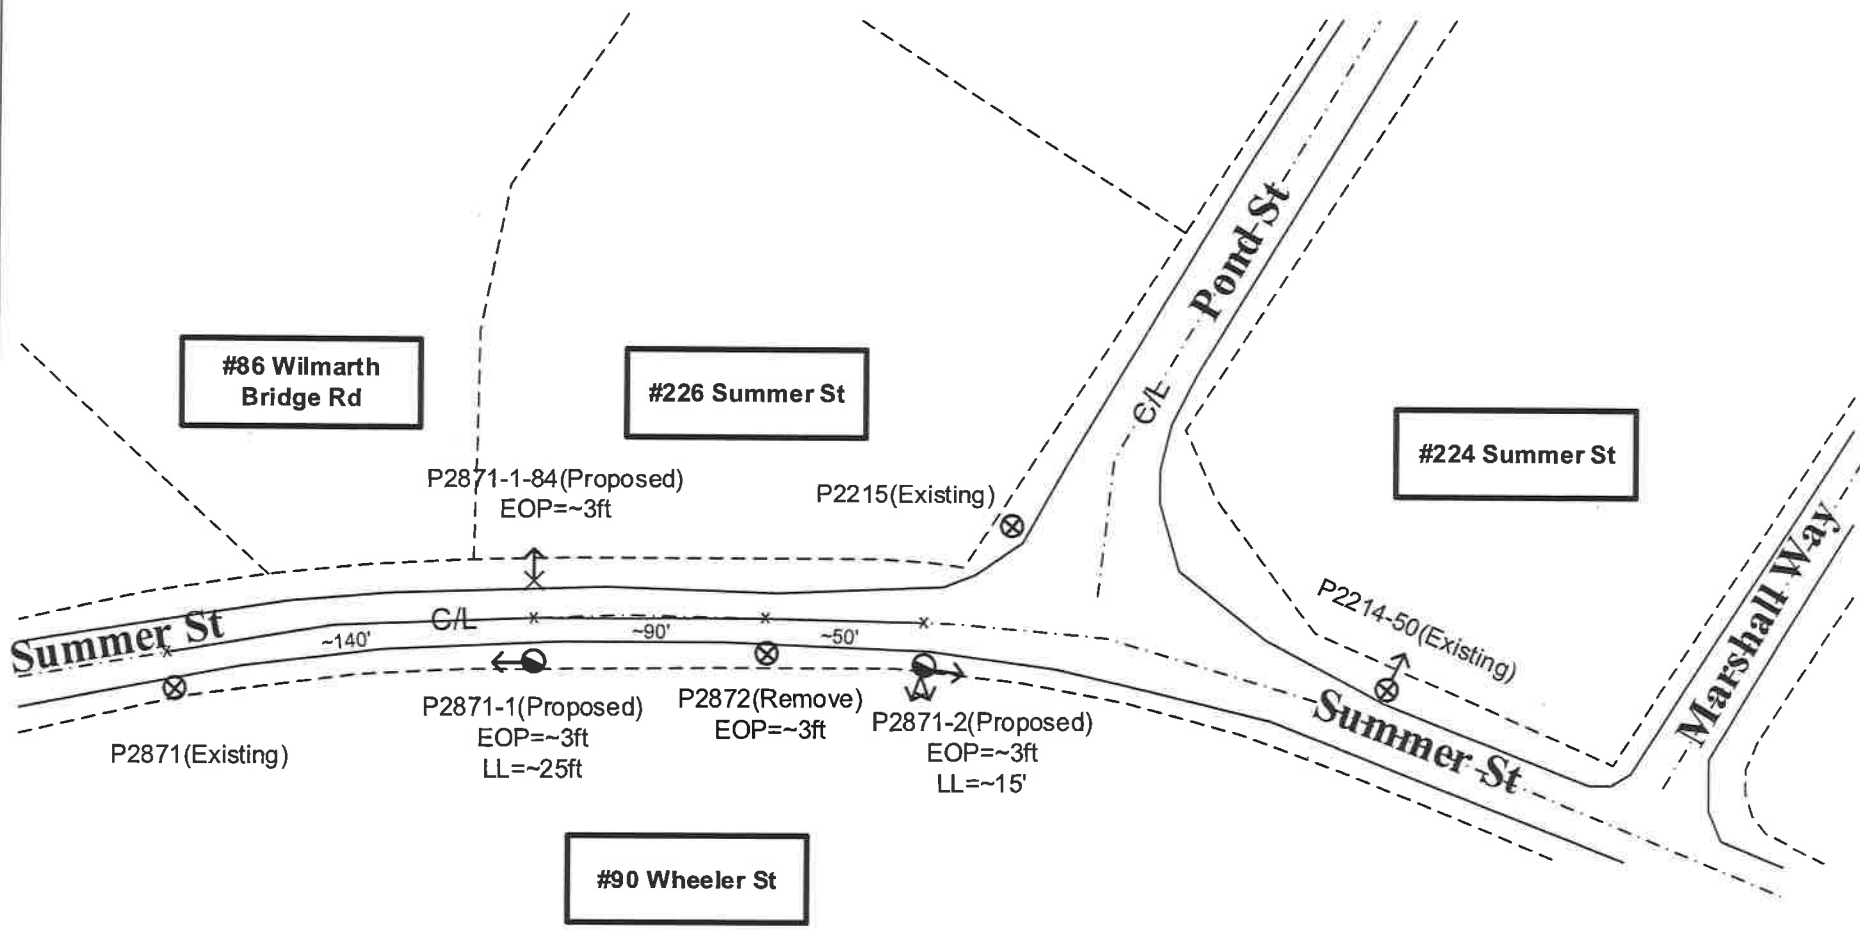 Pond St
#86 Wilmarth
Bridge Rd
#226 Summer St
C/L
#224 Summer St
P2871-1-84(Proposed)
EOP=~3ft
P2215(Existing)
Marshall Way
P2214-50(Existing)
Summer St
C/L
~140'
~90'
~50'
P2871(Existing)
P2871-1(Proposed)
EOP=~3ft
LL=~25ft
P2872(Remove)
EOP=~3ft
P2871-2(Proposed)
EOP=~3ft
LL=~15'
Summer St
#90 Wheeler St